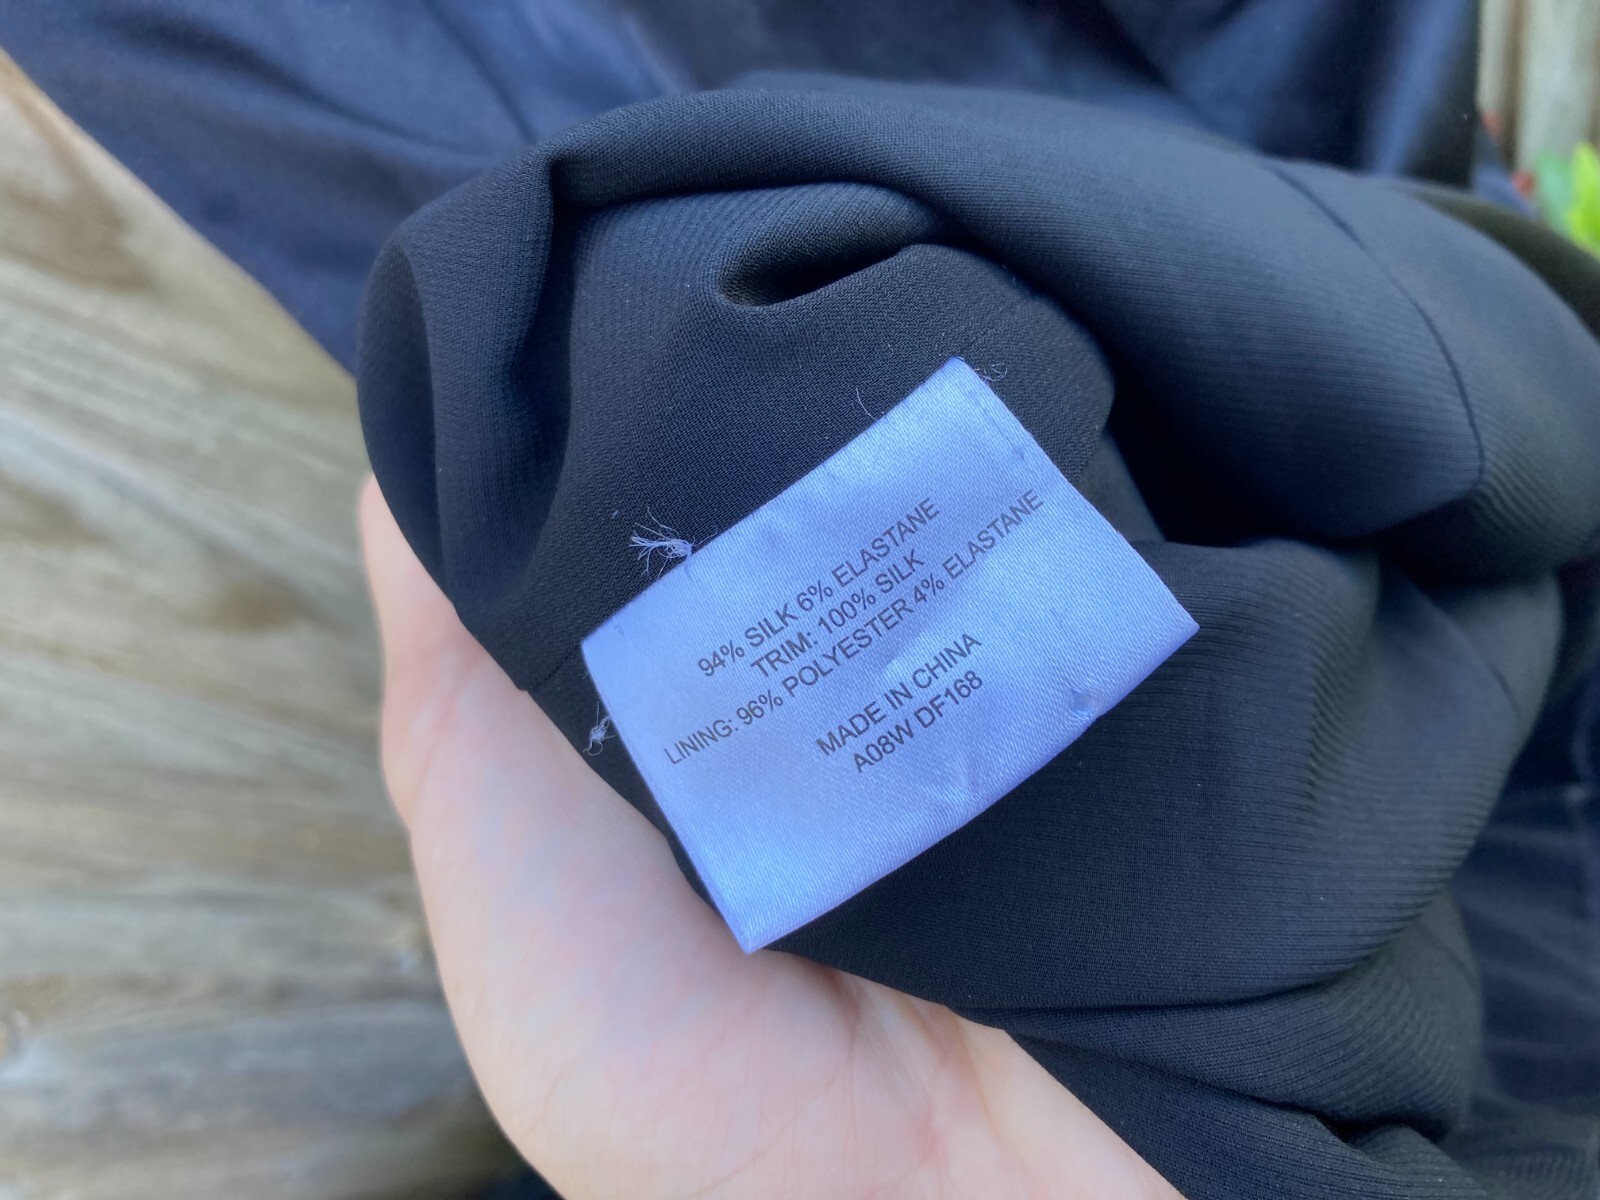 94% SILK 6% ELASTANE
TRIM: 100% SILK
LINING: 96% POLYESTER 4% ELASTANE
MADE IN CHINA
A08W DF168